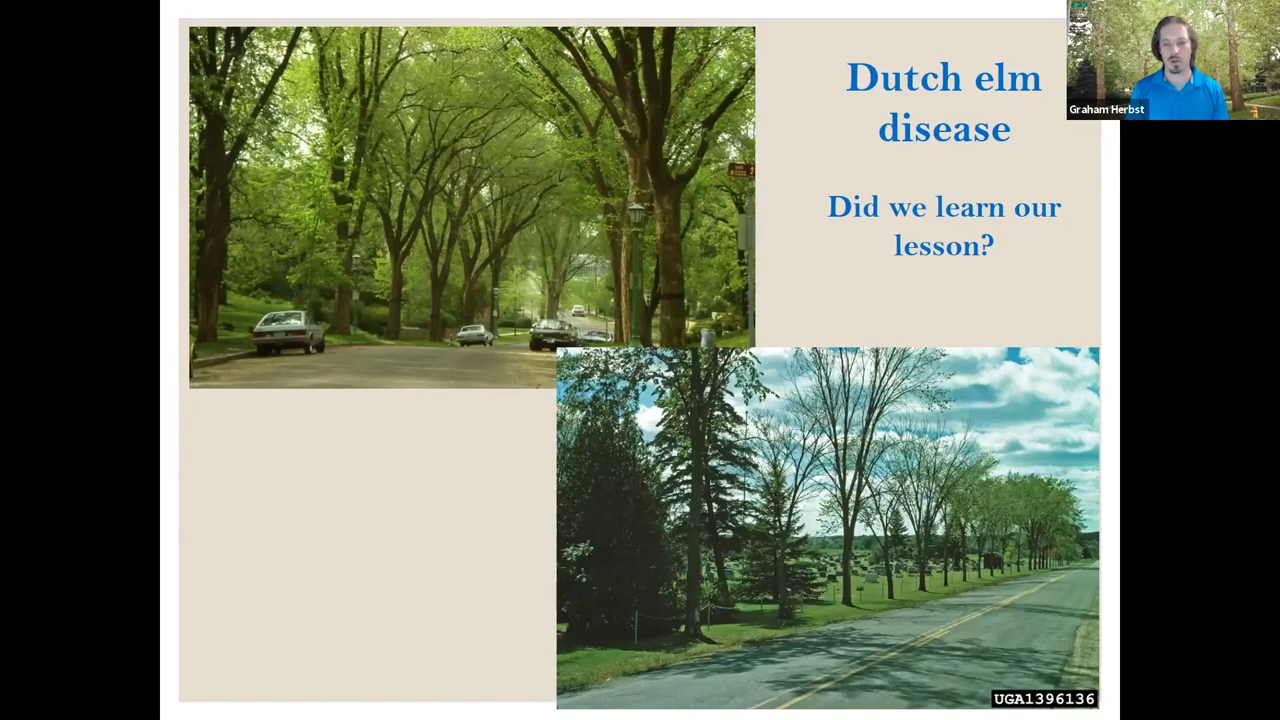 Dutch elm
disease
Did we learn our
lesson?
Graham Herbst
UGA1396136